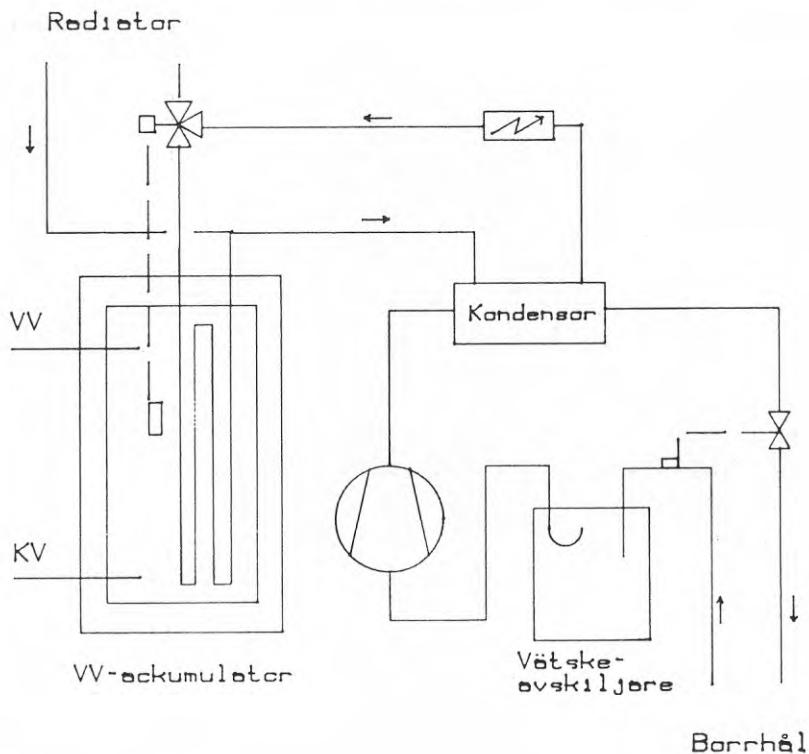 Radiator
Kondensor
VV
KV
VV-ackumulator
Vätske-
avskiljare
Borrhål